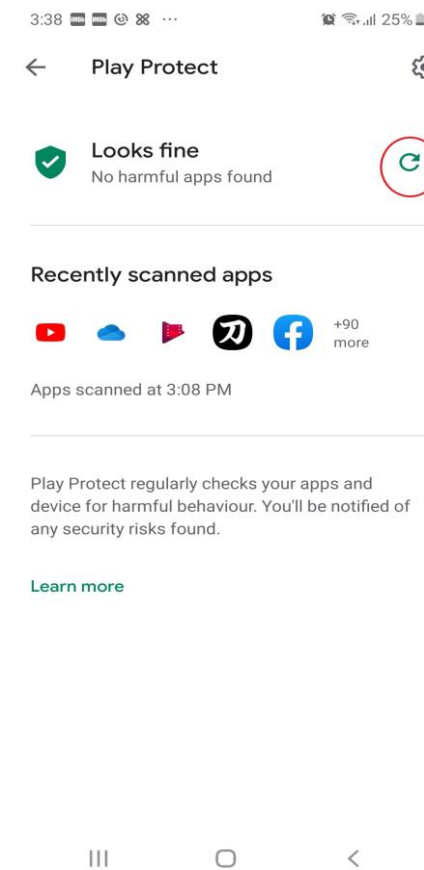 3:38 25%
Play Protect
Looks fine
No harmful apps found
Recently scanned apps
+90
more
Apps scanned at 3:08 PM
Play Protect regularly checks your apps and
device for harmful behaviour. You'll be notified of
any security risks found.
Learn more